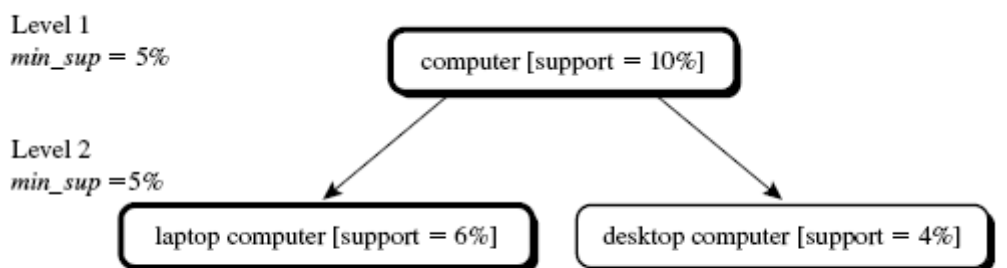 Level 1
min_sup = 5%
computer [support = 10%]
Level 2
min_sup =5%
laptop computer [support = 6%]
desktop computer [support = 4%]